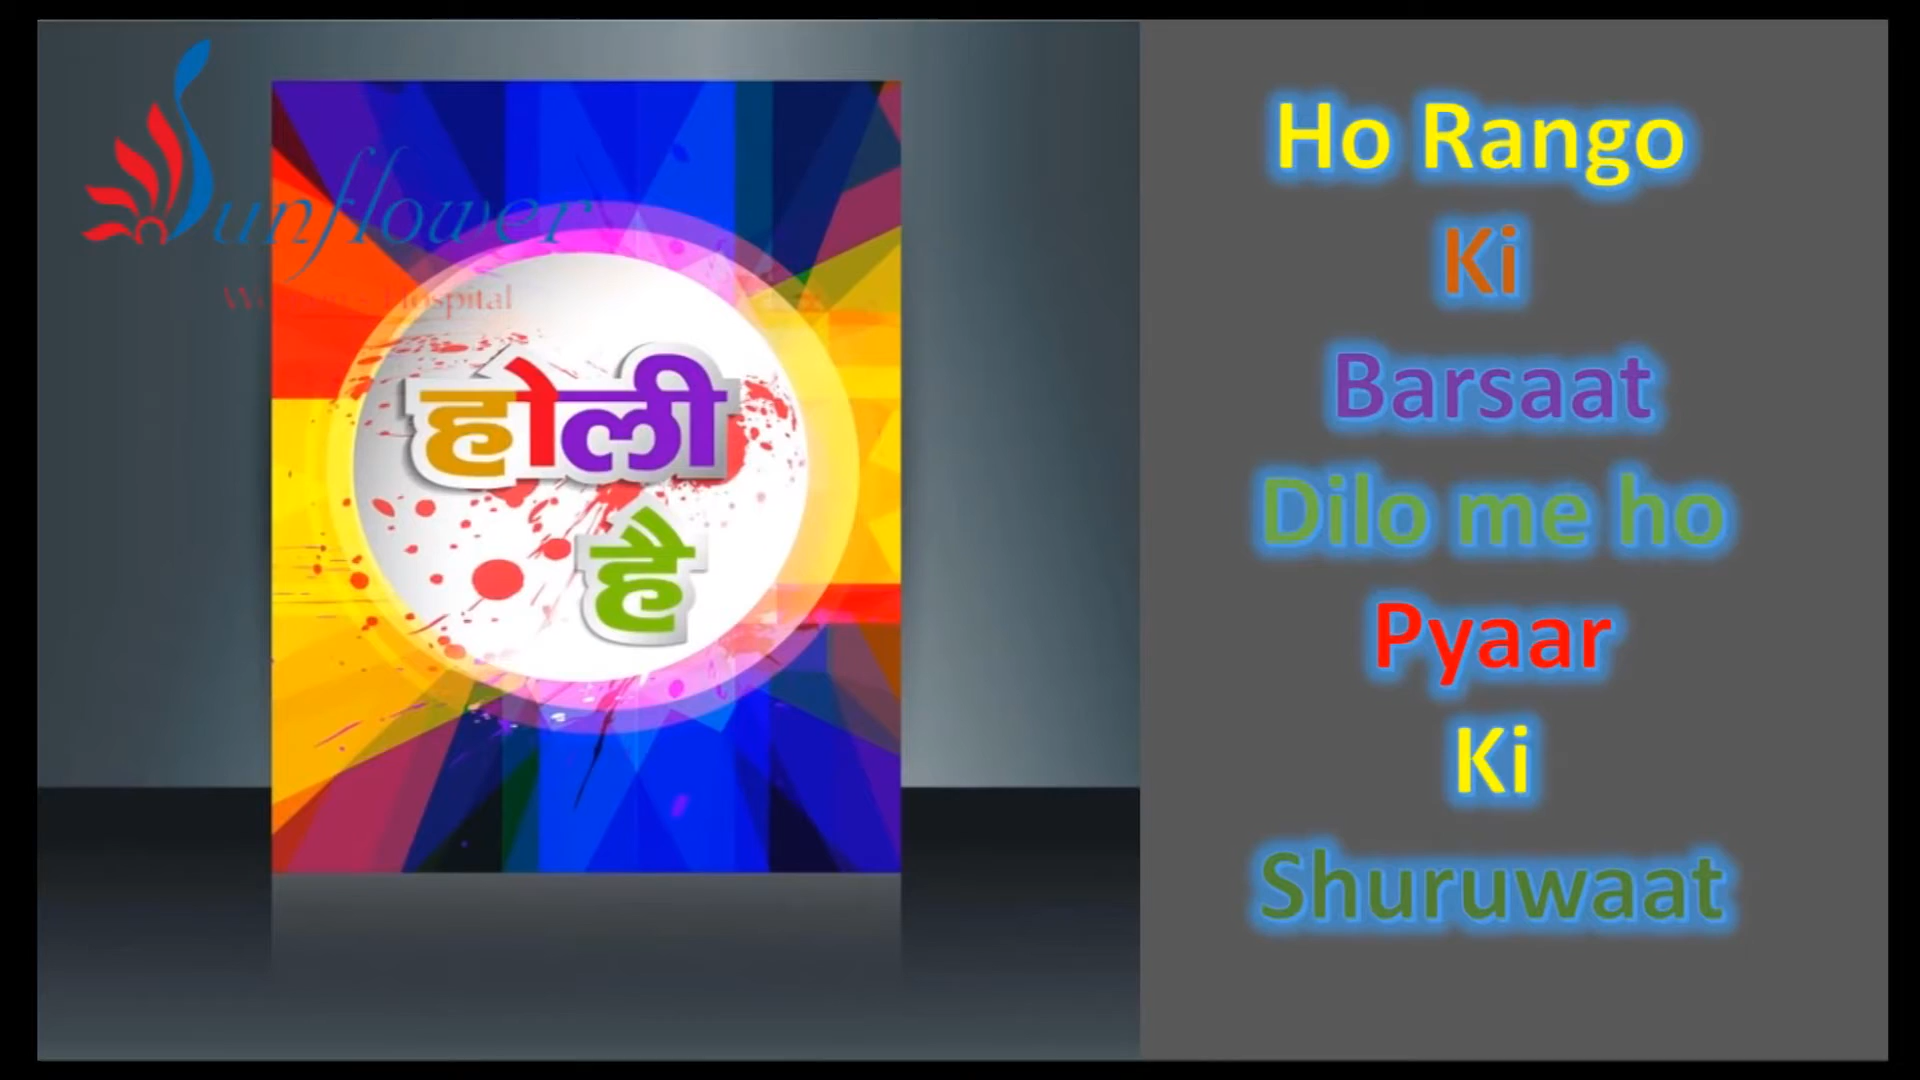 Sunflower
Hospital
होली
है
Ho Rango
Ki
Barsaat
Dilo me ho
Pyaar
Ki
Shuruwaat